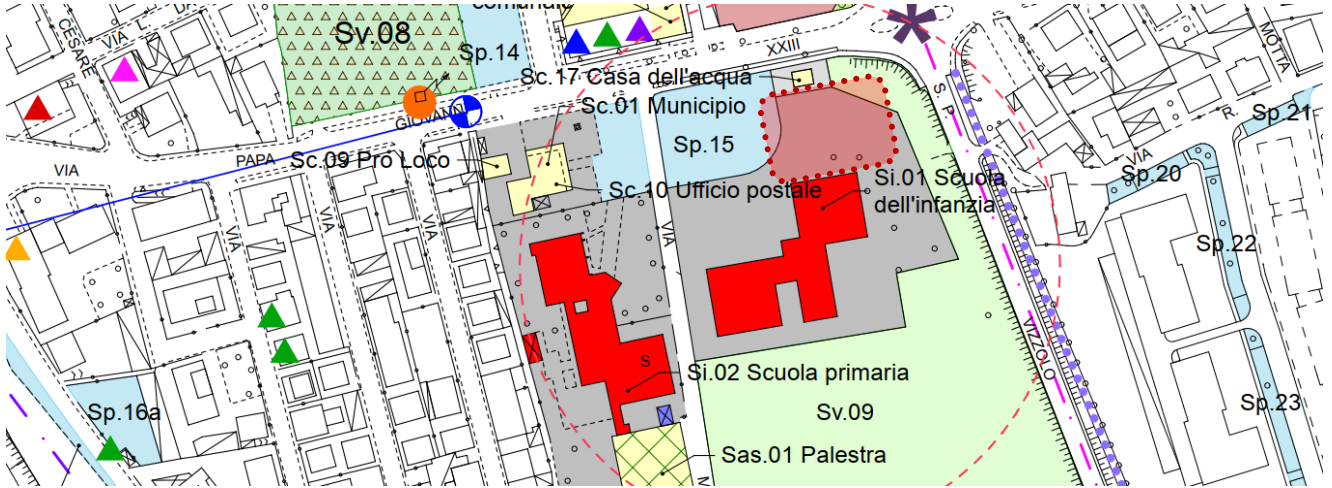 comunale
CESARE
VIA
Sv.08
Sp.14
XXIII
MOTTA
Sc.17 Casa dell'acqua
S. P.
Sc.01 Municipio
GIOVANNI
R.
Sp.21
VIA
PAPA
Sc.09 Pro Loco
Sp.15
VIA
Sp.20
Sc.10 Ufficio postale
Si.01 Scuola
dell'infanzia
VIA
VIA
VIA
VIA
Sp.22
VIZZOLO
S
Si.02 Scuola primaria
Sp.16a
Sv.09
Sp.23
Sas.01 Palestra